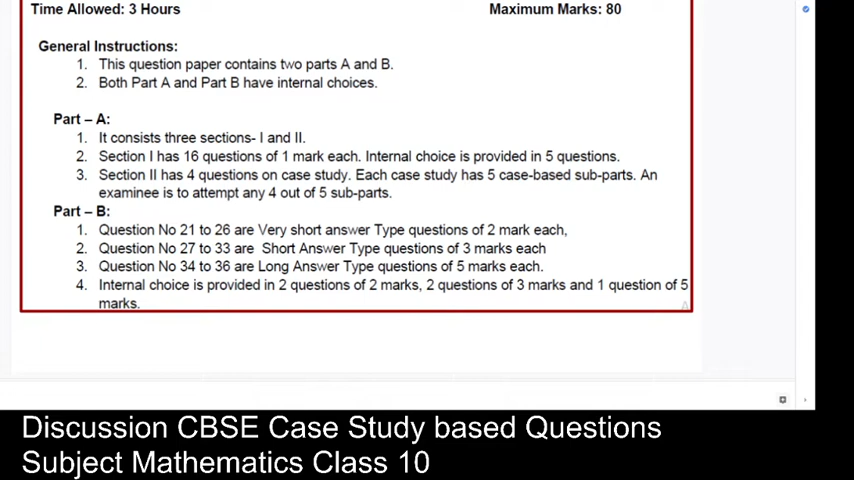 Time Allowed: 3 Hours Maximum Marks: 80
General Instructions:
1. This question paper contains two parts A and B.
2. Both Part A and Part B have internal choices.
Part – A:
1. It consists three sections- I and II.
2. Section I has 16 questions of 1 mark each. Internal choice is provided in 5 questions.
3. Section II has 4 questions on case study. Each case study has 5 case-based sub-parts. An
examinee is to attempt any 4 out of 5 sub-parts.
Part – B:
1. Question No 21 to 26 are Very short answer Type questions of 2 mark each,
2. Question No 27 to 33 are Short Answer Type questions of 3 marks each
3. Question No 34 to 36 are Long Answer Type questions of 5 marks each.
4. Internal choice is provided in 2 questions of 2 marks, 2 questions of 3 marks and 1 question of 5
marks.
Discussion CBSE Case Study based Questions
Subject Mathematics Class 10